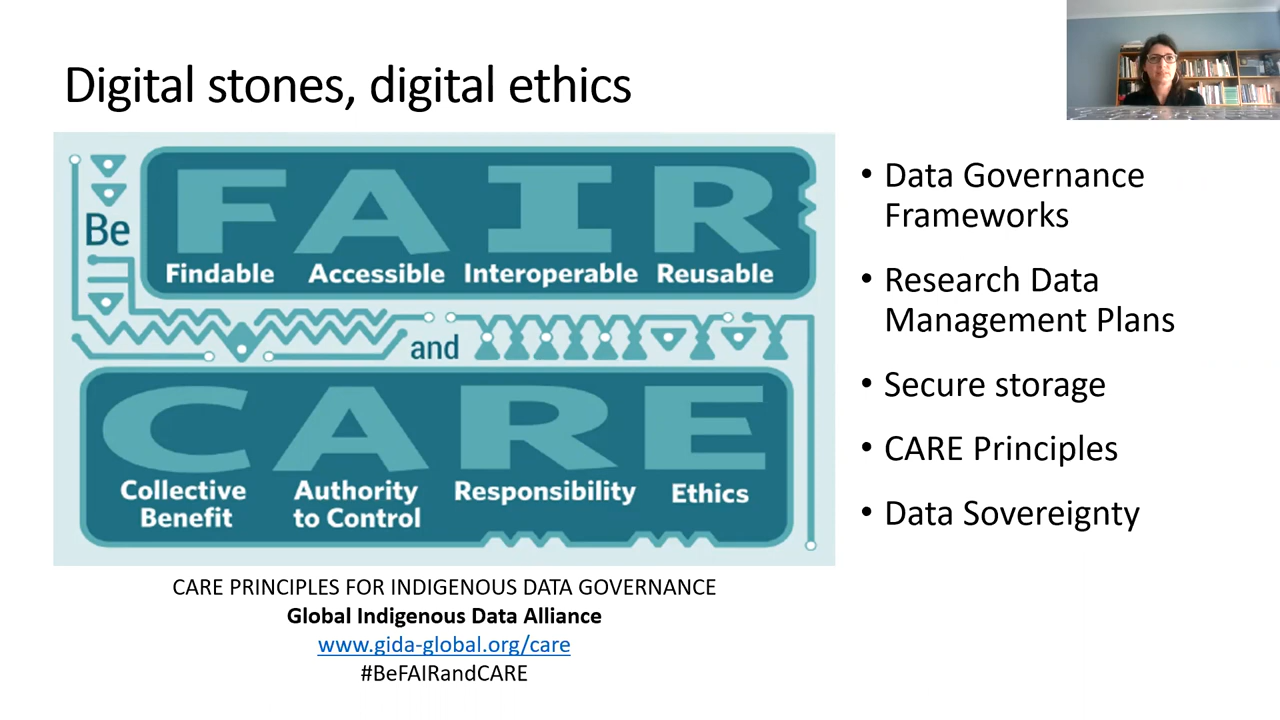 Digital stones, digital ethics
Be
FAIR
Findable Accessible Interoperable Reusable
and
CARE
Collective Benefit
Authority to Control
Responsibility
Ethics
CARE PRINCIPLES FOR INDIGENOUS DATA GOVERNANCE
Global Indigenous Data Alliance
www.gida-global.org/care
#BeFAIRandCARE
• Data Governance
Frameworks
• Research Data
Management Plans
• Secure storage
• CARE Principles
• Data Sovereignty